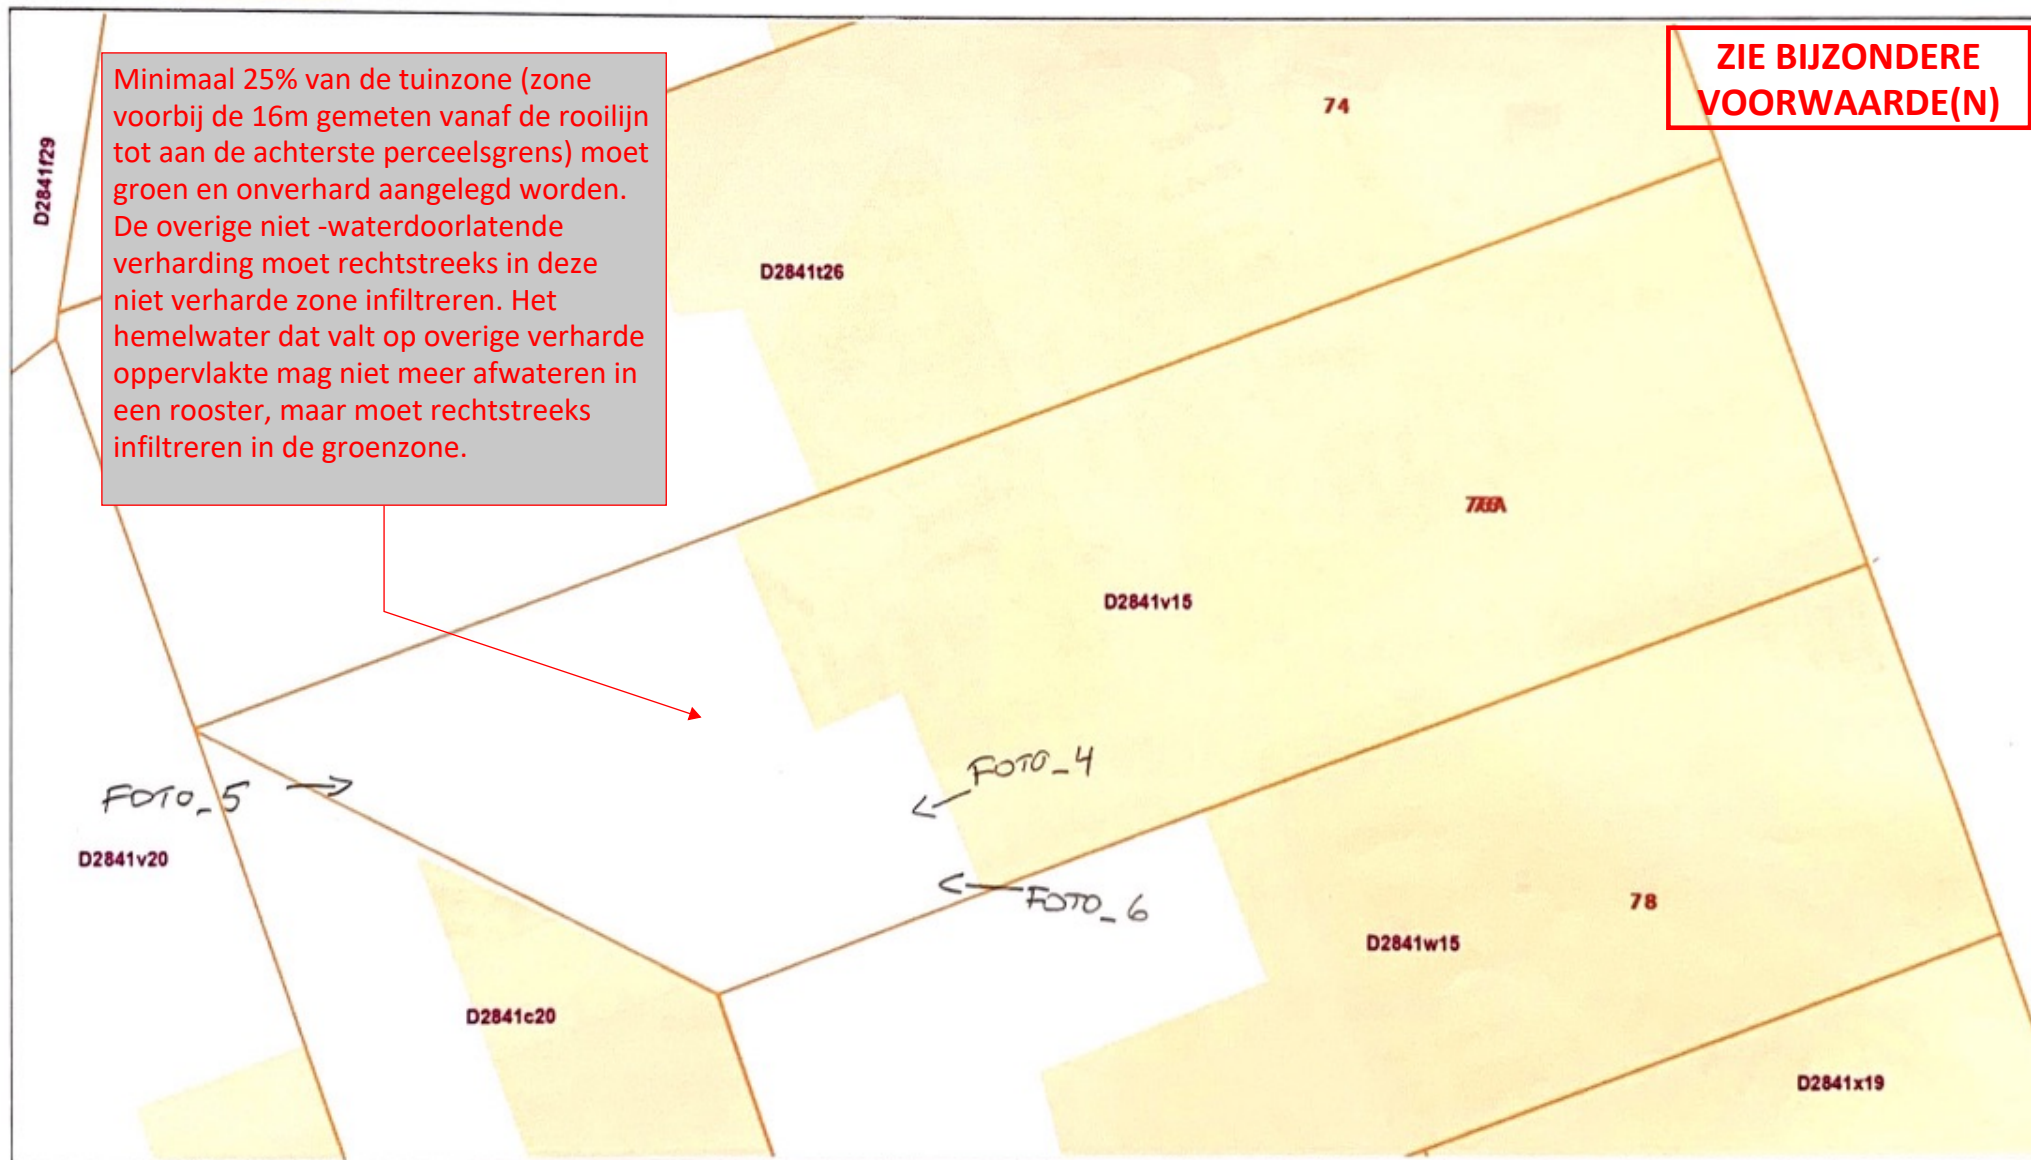 ZIE BIJZONDERE
VOORWAARDE(N)
Minimaal 25% van de tuinzone (zone
voorbij de 16m gemeten vanaf de rooilijn
tot aan de achterste perceelsgrens) moet
groen en onverhard aangelegd worden.
De overige niet -waterdoorlatende
verharding moet rechtstreeks in deze
niet verharde zone infiltreren. Het
hemelwater dat valt op overige verharde
oppervlakte mag niet meer afwateren in
een rooster, maar moet rechtstreeks
infiltreren in de groenzone.
74
D2841f29
D2841t26
D2841v15
FOTO_4
FOTO_5
D2841v20
FOTO_6
78
D2841w15
D2841c20
D2841x19